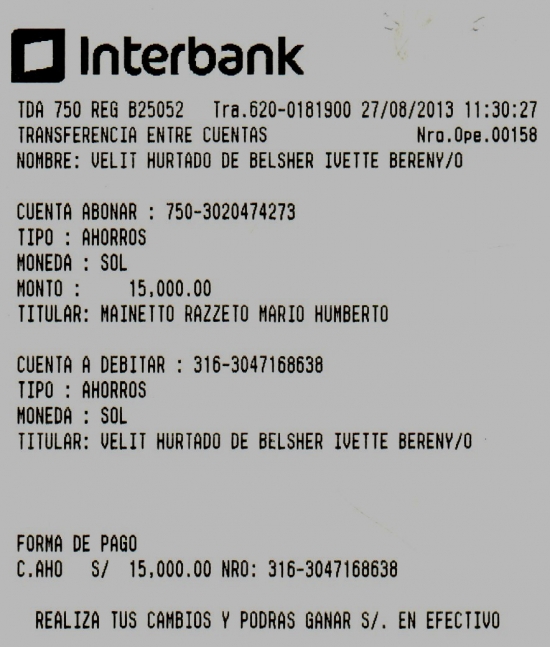 Interbank
TDA 750 REG B25052 Tra.620-0181900 27/08/2013 11:30:27
TRANSFERENCIA ENTRE CUENTAS Nro.Ope.00158
NOMBRE: VELIT HURTADO DE BELSHER IVETTE BERENY/O
CUENTA ABONAR : 750-3020474273
TIPO : AHORROS
MONEDA : SOL
MONTO : 15,000.00
TITULAR: MAINETTO RAZZETO MARIO HUMBERTO
CUENTA A DEBITAR : 316-3047168638
TIPO : AHORROS
MONEDA : SOL
TITULAR: VELIT HURTADO DE BELSHER IVETTE BERENY/O
FORMA DE PAGO
C.AHO S/ 15,000.00 NRO: 316-3047168638
REALIZA TUS CAMBIOS Y PODRAS GANAR S/. EN EFECTIVO